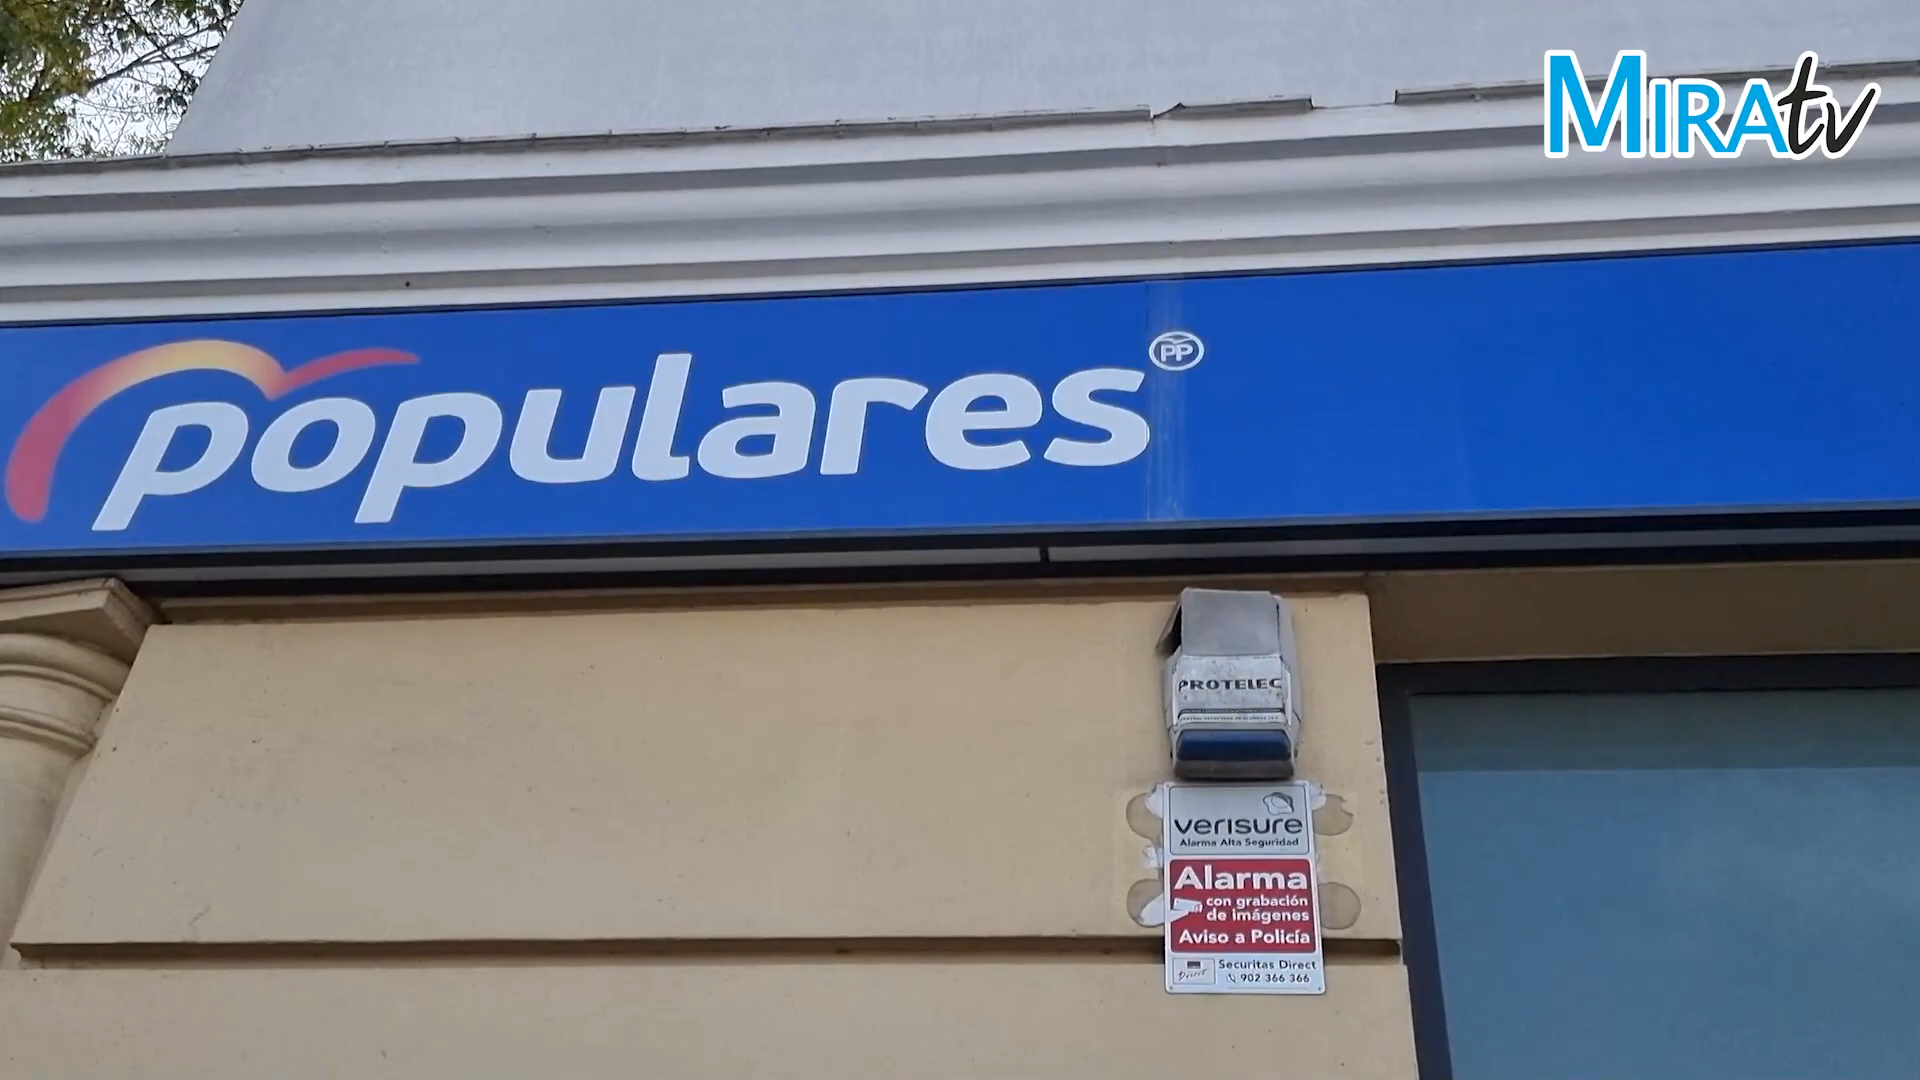 MIRAtv
populares
PP
PROTELEC
verisure
Alarma Alta Seguridad
Alarma
con grabación
de imágenes
Aviso a Policía
Securitas Direct
902 366 366